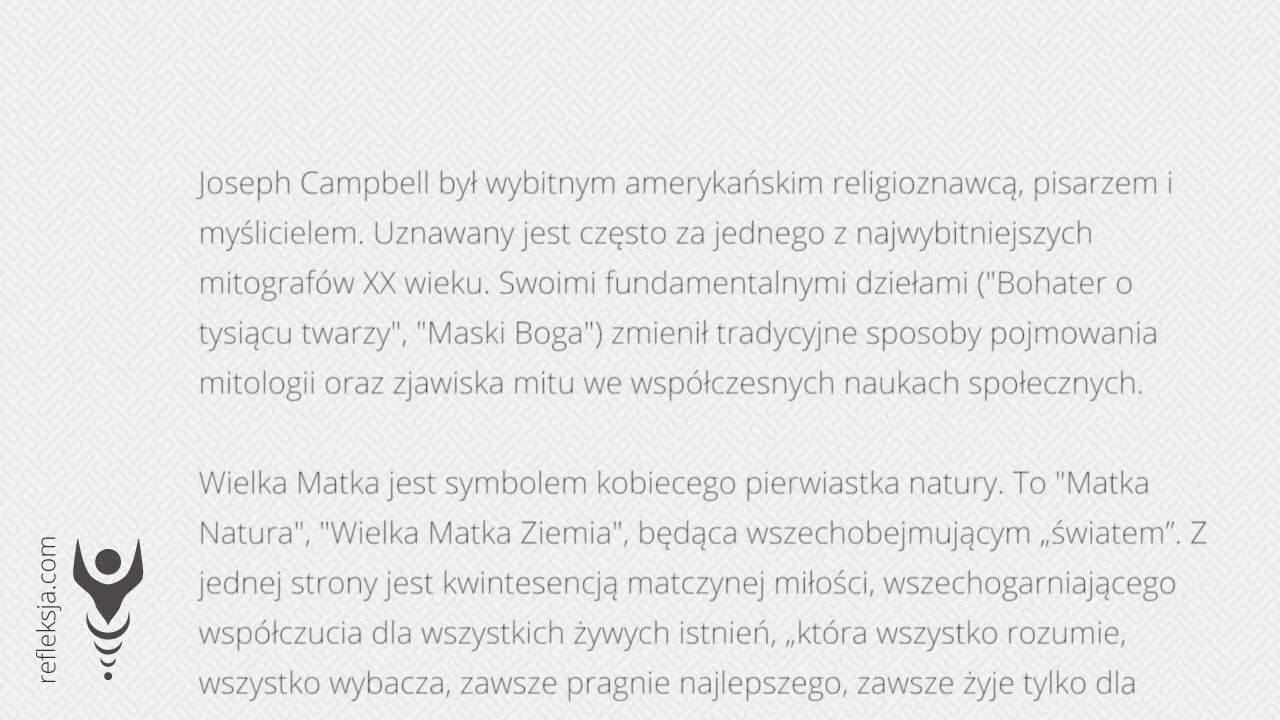 Joseph Campbell był wybitnym amerykańskim religioznawcą, pisarzem i
myślicielem. Uznawany jest często za jednego z najwybitniejszych
mitografów XX wieku. Swoimi fundamentalnymi dziełami ("Bohater o
tysiącu twarzy", "Maski Boga") zmienił tradycyjne sposoby pojmowania
mitologii oraz zjawiska mitu we współczesnych naukach społecznych.
Wielka Matka jest symbolem kobiecego pierwiastka natury. To "Matka
Natura", "Wielka Matka Ziemia", będąca wszechobejmującym „światem”. Z
jednej strony jest kwintesencją matczynej miłości, wszechogarniającego
współczucia dla wszystkich żywych istnień, „która wszystko rozumie,
wszystko wybacza, zawsze pragnie najlepszego, zawsze żyje tylko dla
refleksja.com